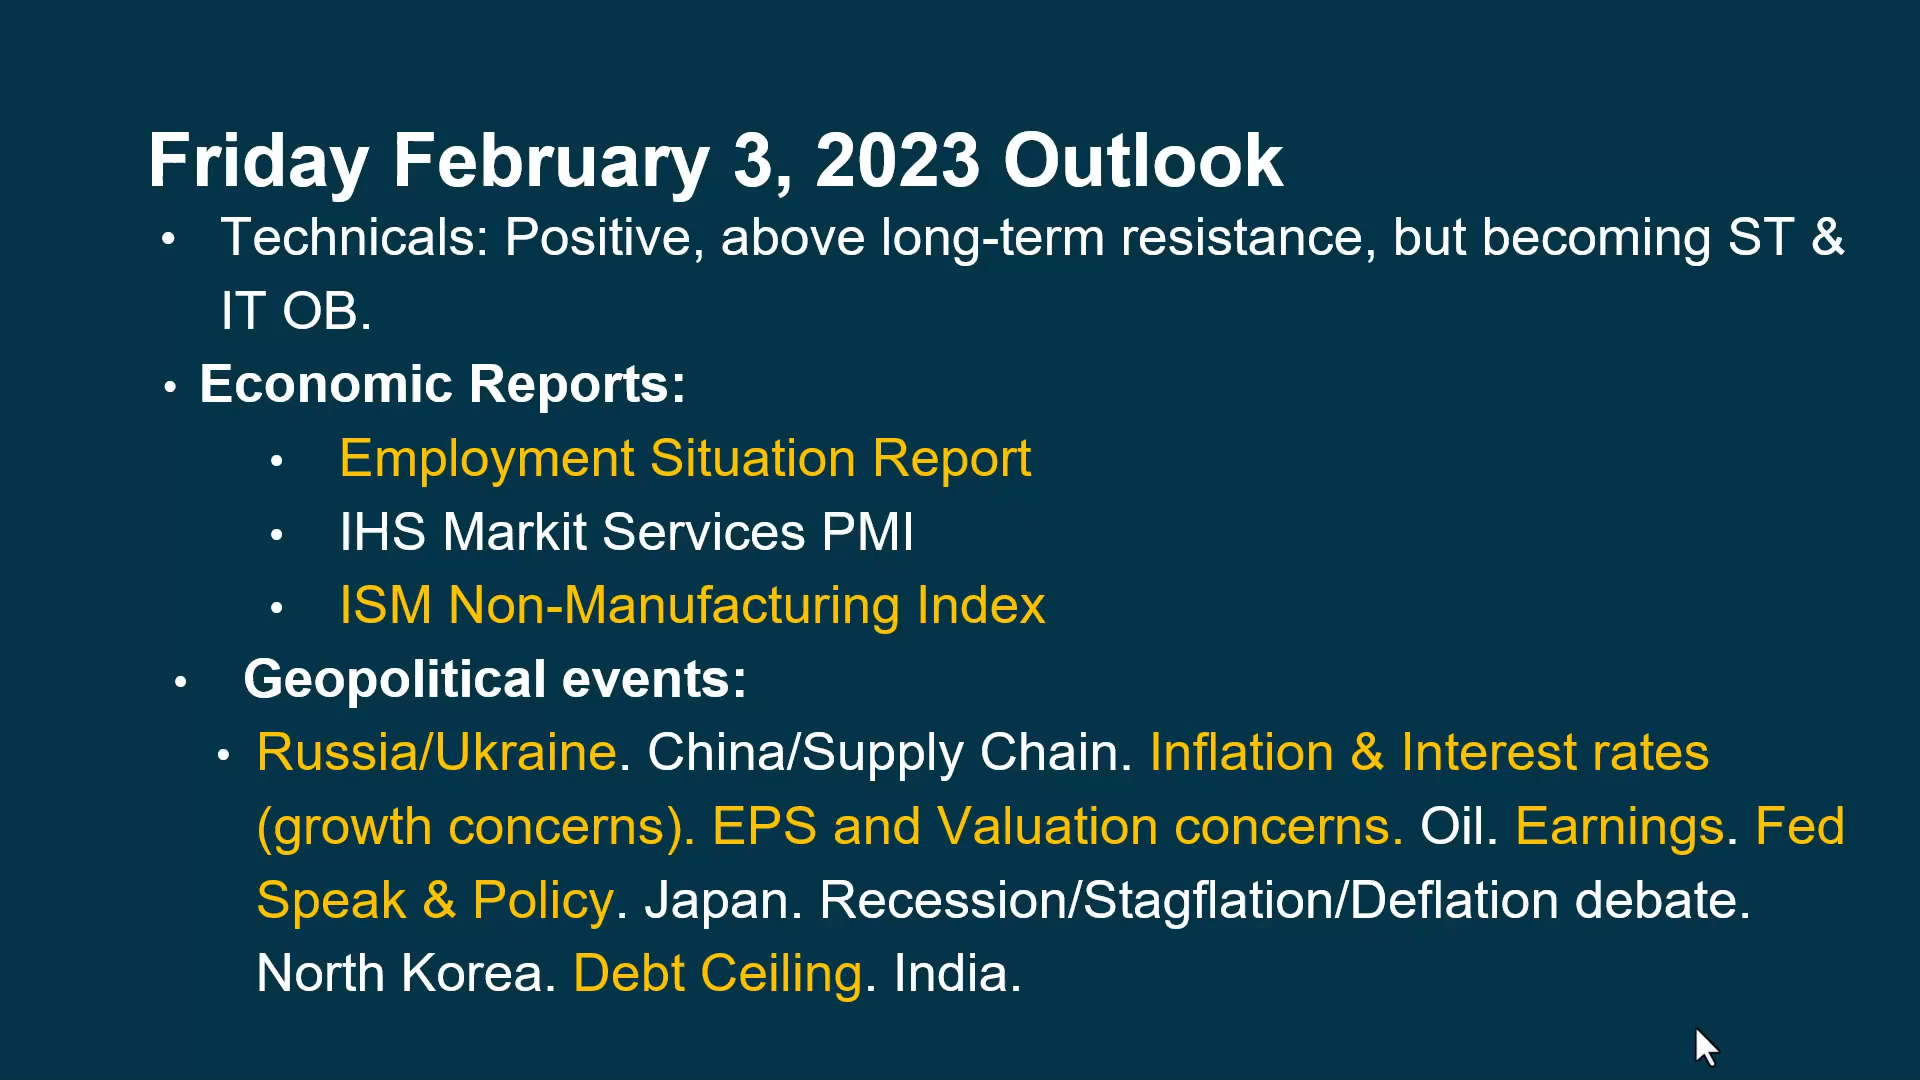 Friday February 3, 2023 Outlook
• Technicals: Positive, above long-term resistance, but becoming ST &
IT OB.
• Economic Reports:
• Employment Situation Report
• IHS Markit Services PMI
• ISM Non-Manufacturing Index
• Geopolitical events:
• Russia/Ukraine. China/Supply Chain. Inflation & Interest rates
(growth concerns). EPS and Valuation concerns. Oil. Earnings. Fed
Speak & Policy. Japan. Recession/Stagflation/Deflation debate.
North Korea. Debt Ceiling. India.